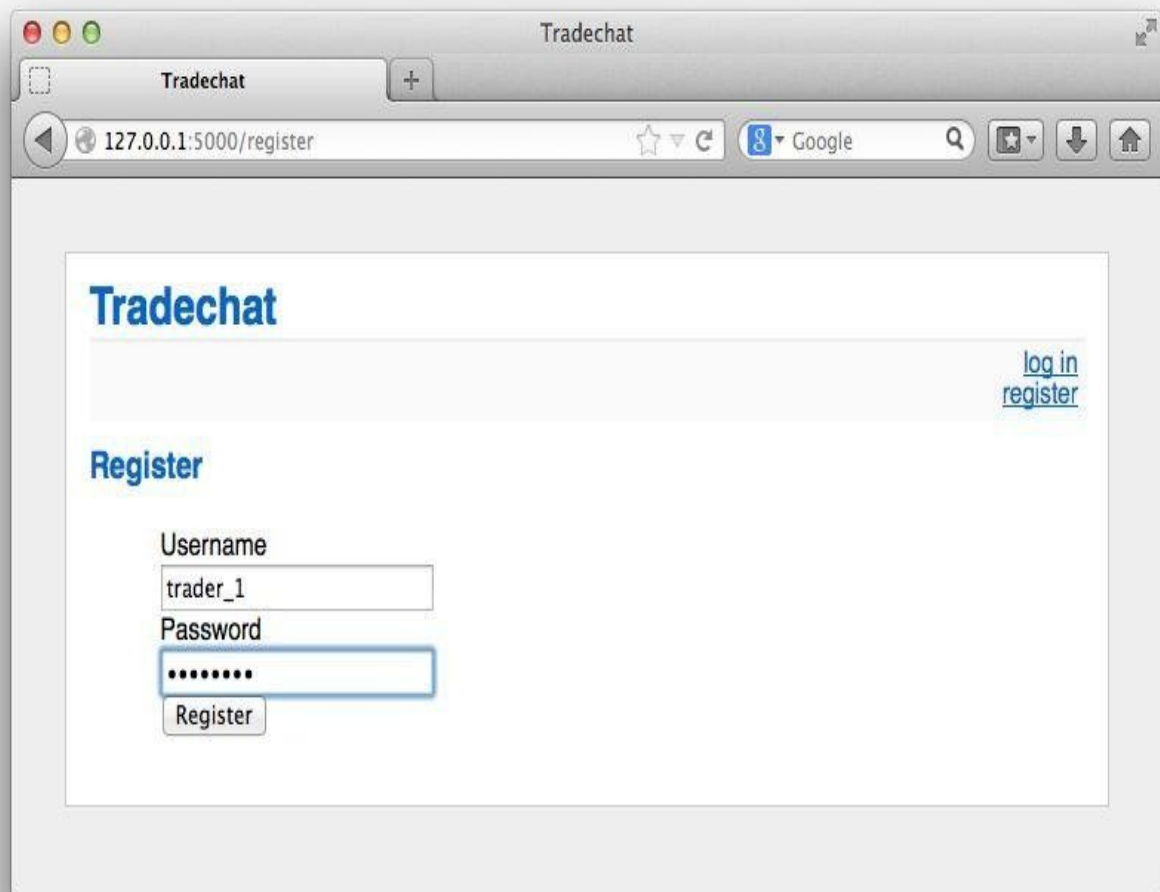 Tradechat
Tradechat
127.0.0.1:5000/register
Google
Tradechat
log in
register
Register
Username
trader_1
Password
••••••••
Register